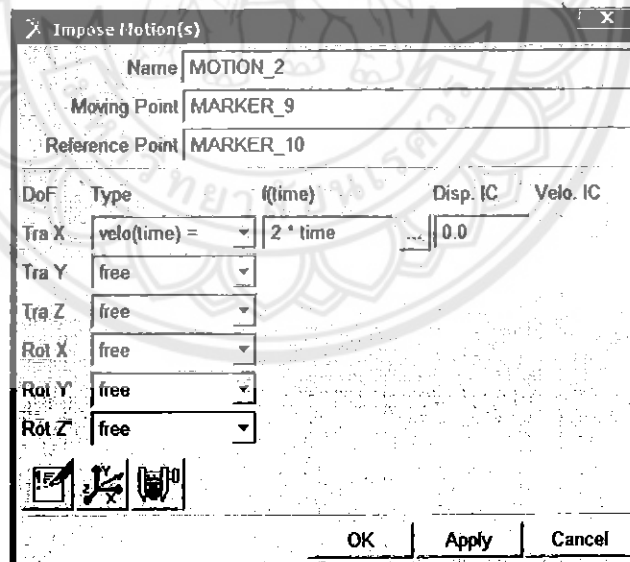 Impose Motion(s)
X
Name MOTION_2
Moving Point MARKER_9
Reference Point MARKER_10
DoF Type f(time) Disp. IC Velo. IC
Tra X velo(time) = 2 * time ... 0.0
Tra Y free
Tra Z free
Rot X free
Rot Y free
Rot Z free
OK Apply Cancel